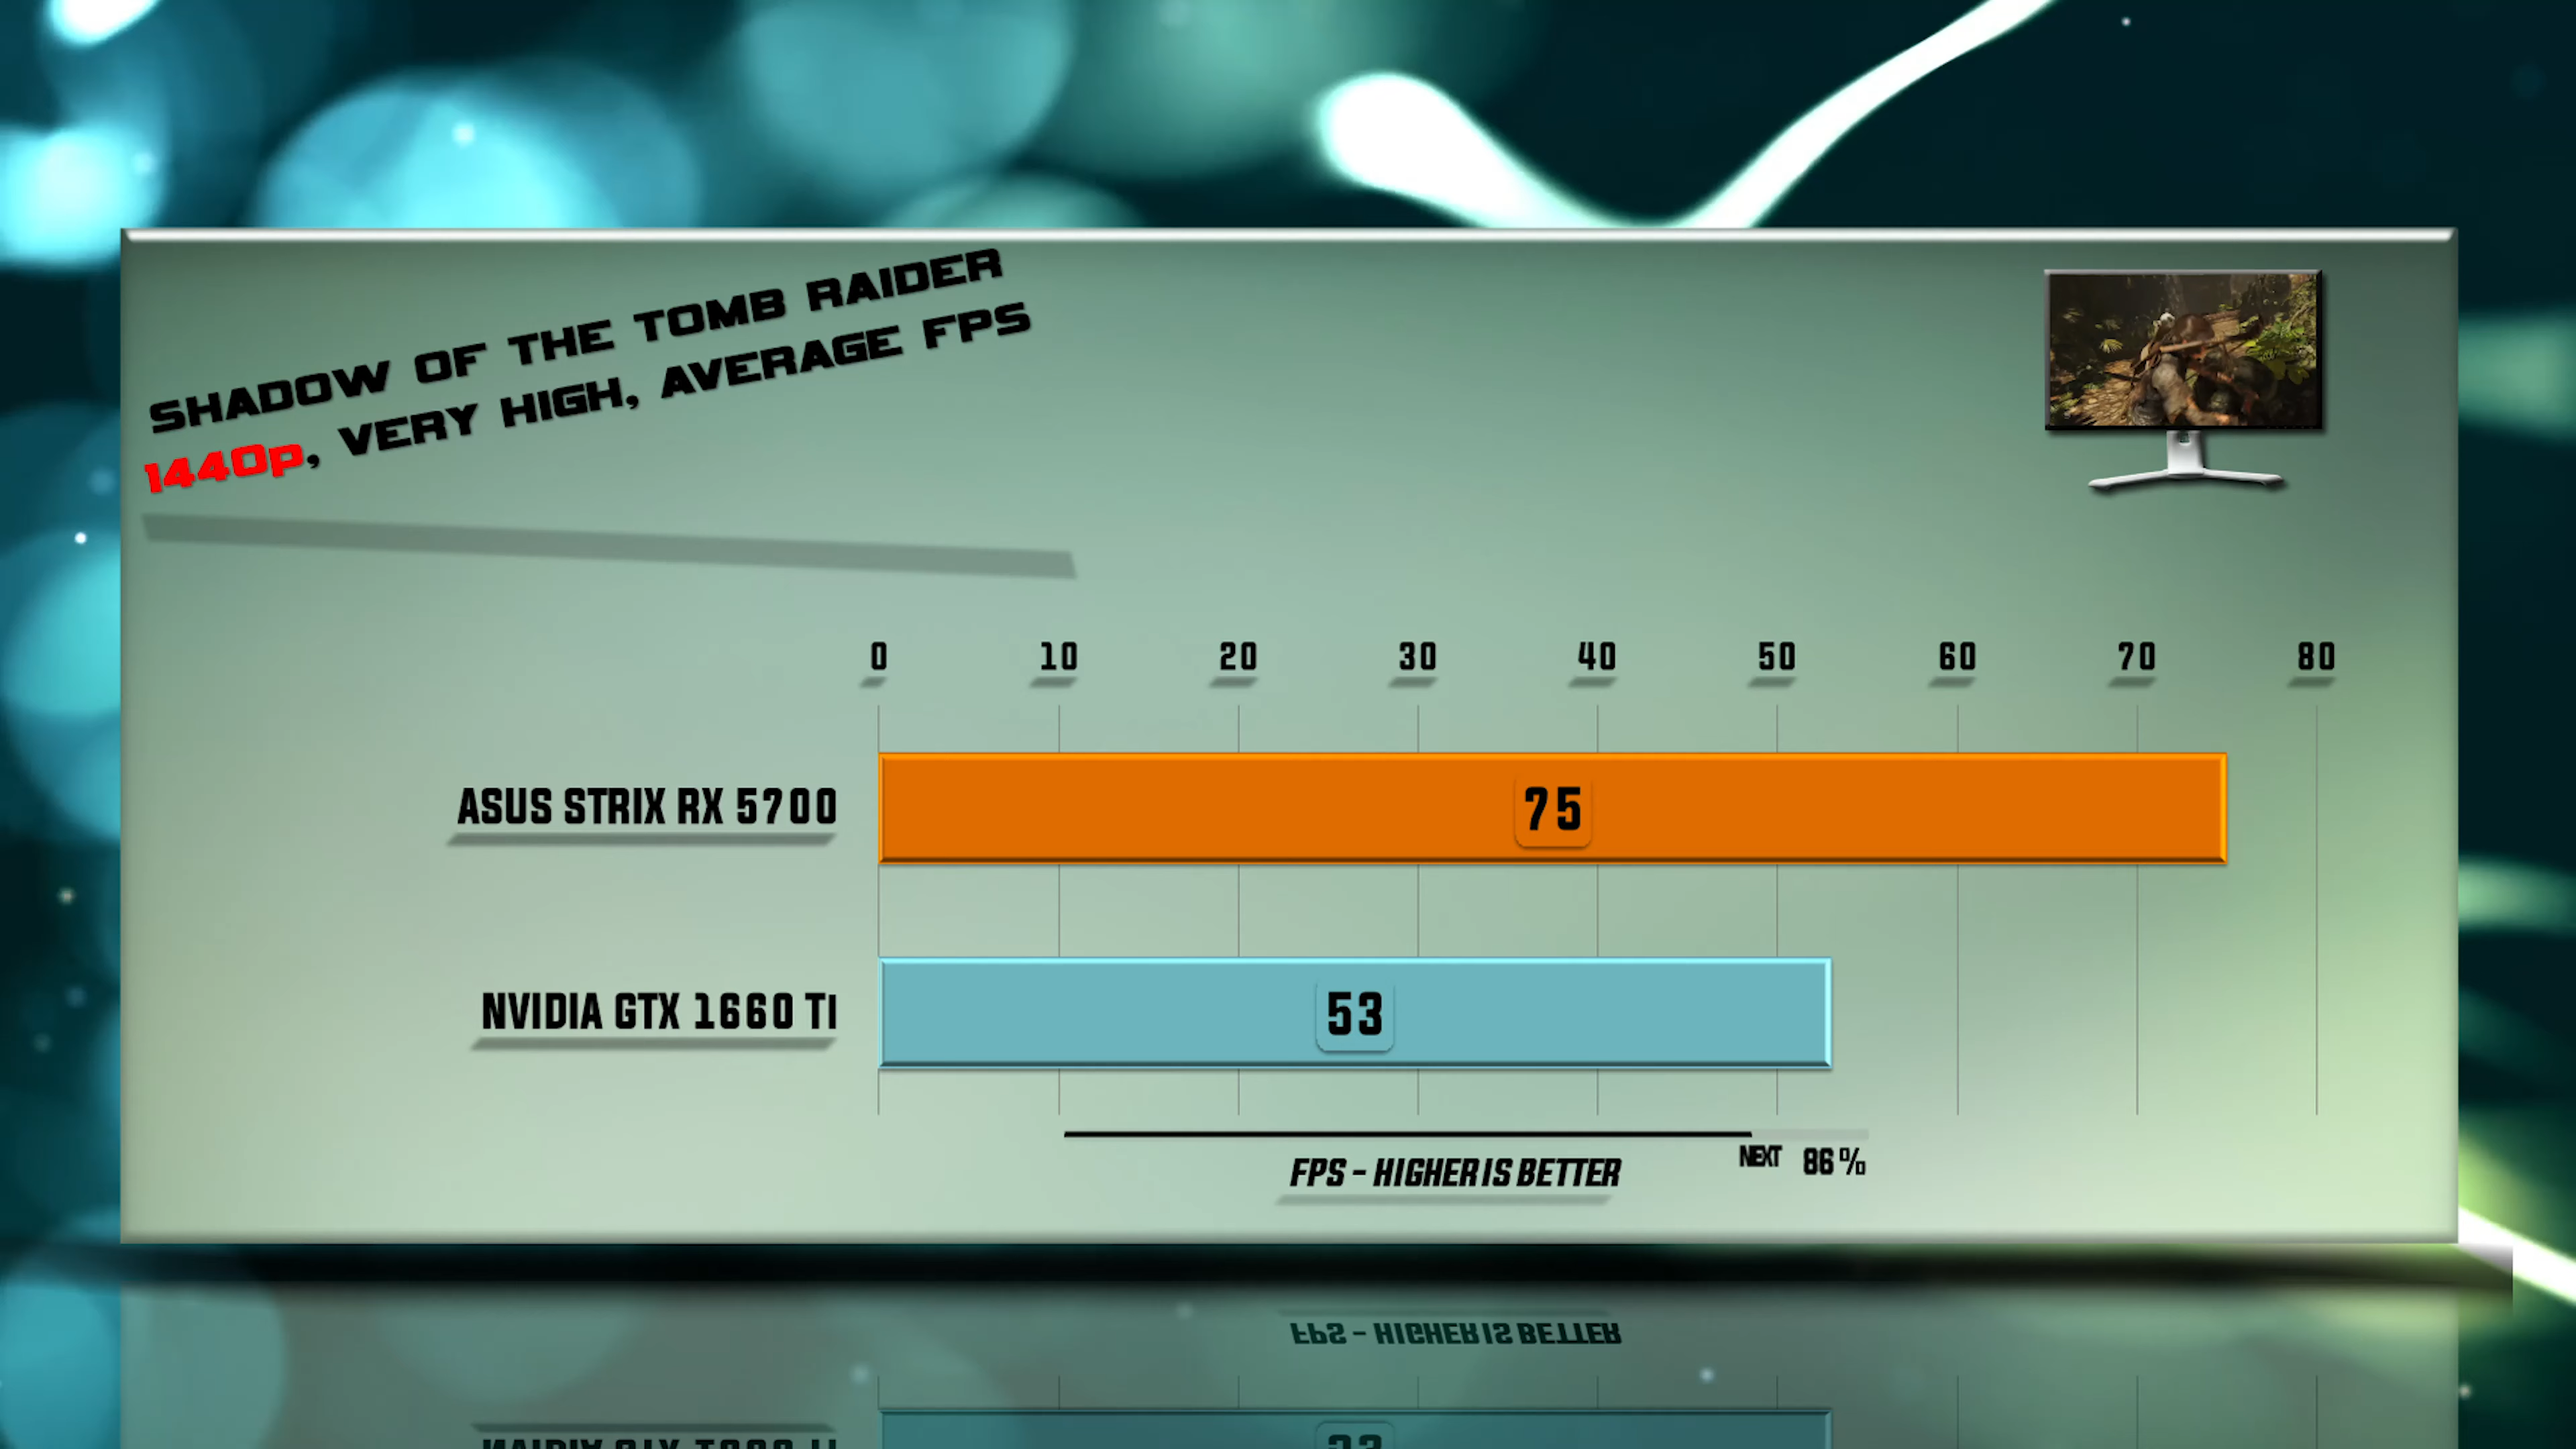 SHADOW OF THE TOMB RAIDER
1440p, VERY HIGH, AVERAGE FPS
0 10 20 30 40 50 60 70 80
ASUS STRIX RX 5700 75
NVIDIA GTX 1660 TI 53
FPS - HIGHER IS BETTER
NEXT 86%